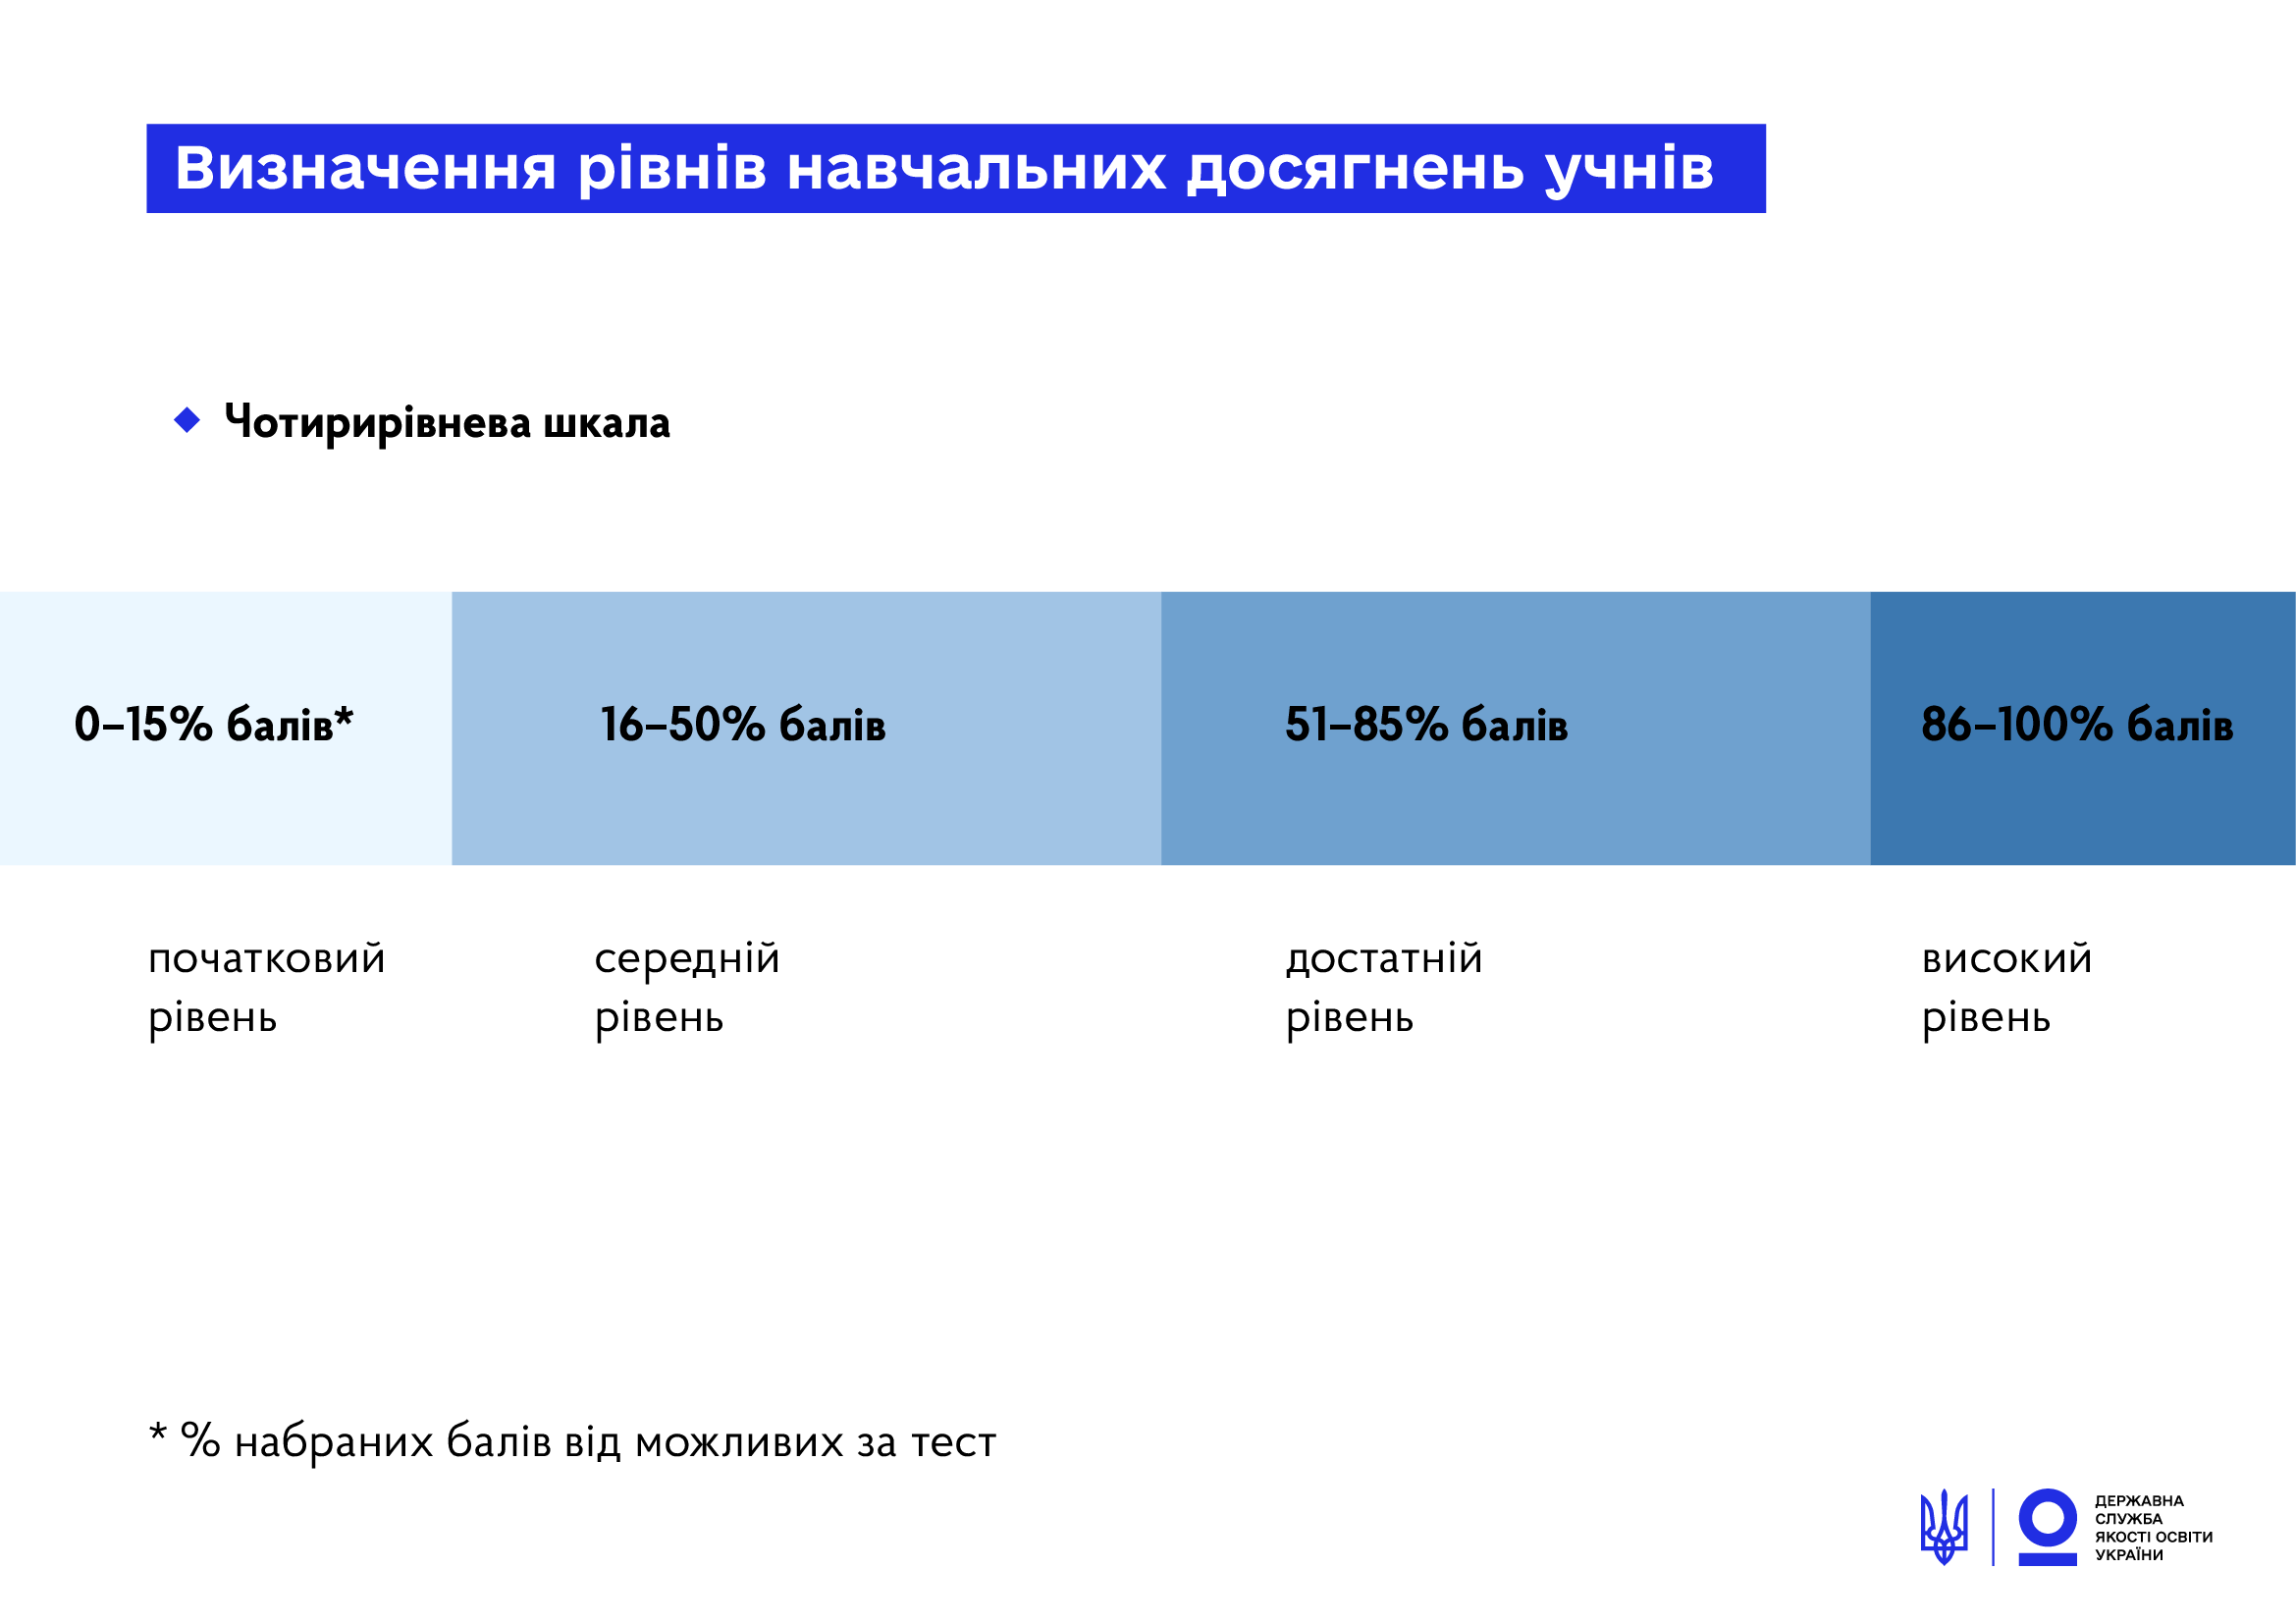 Визначення рівнів навчальних досягнень учнів
◆ Чотирирівнева шкала
0–15% балів*
16–50% балів
51–85% балів
86–100% балів
початковий
рівень
середній
рівень
достатній
рівень
високий
рівень
* % набраних балів від можливих за тест
ДЕРЖАВНА
СЛУЖБА
ЯКОСТІ ОСВІТИ
УКРАЇНИ